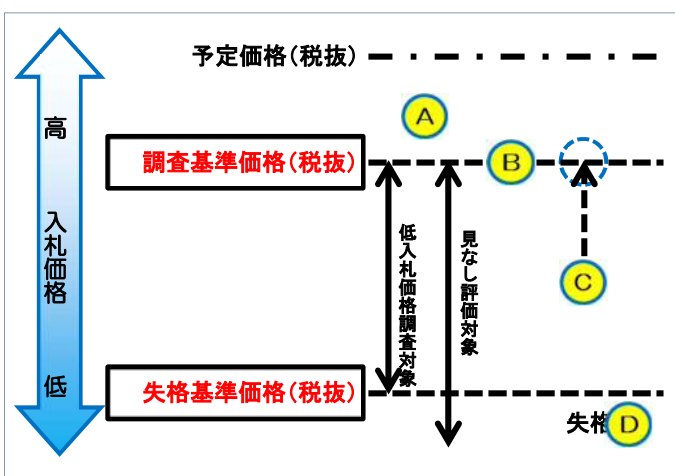 予定価格(税抜)
高
A
調査基準価格(税抜)
B
入札価格
低入札価格調査対象
見なし評価対象
C
低
失格基準価格(税抜)
失格
D